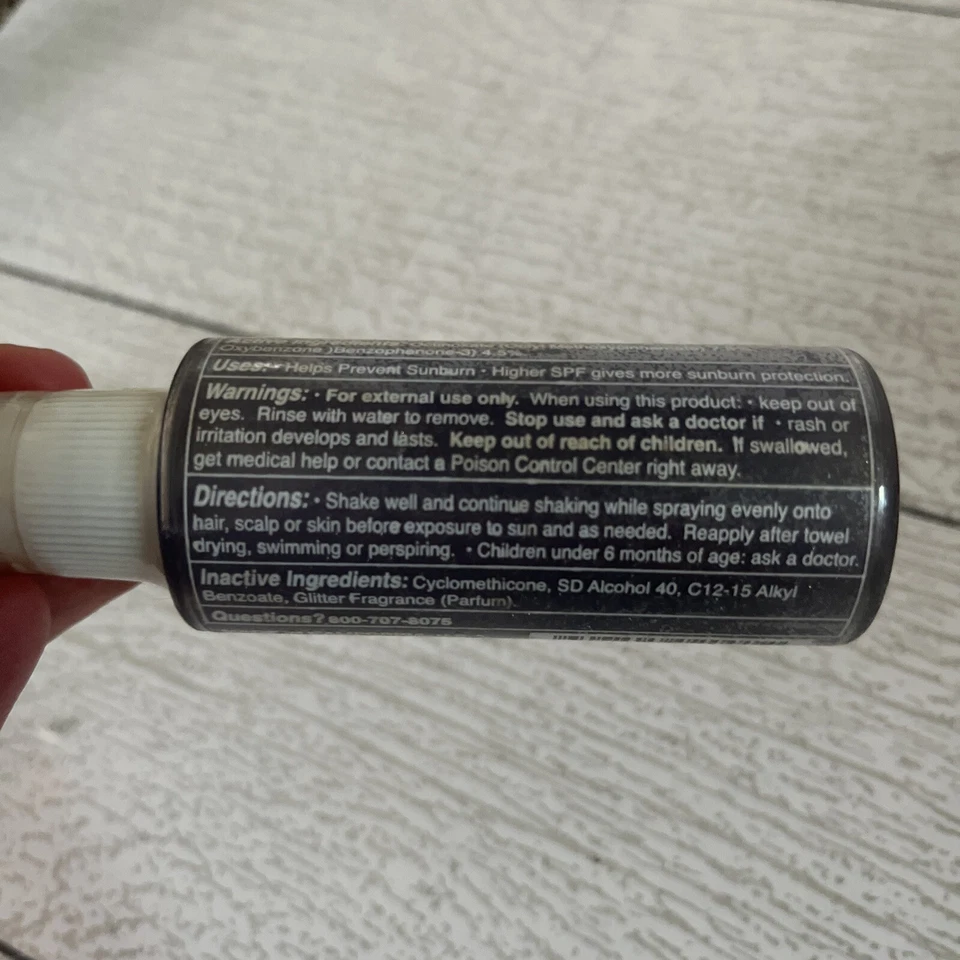 Oxybenzone )Benzophenone-3) 4.5%
Uses: • Helps Prevent Sunburn • Higher SPF gives more sunburn protection.
Warnings: • For external use only. When using this product: • keep out of
eyes. Rinse with water to remove. Stop use and ask a doctor if • rash or
irritation develops and lasts. Keep out of reach of children. If swallowed,
get medical help or contact a Poison Control Center right away.
Directions: • Shake well and continue shaking while spraying evenly onto
hair, scalp or skin before exposure to sun and as needed. Reapply after towel
drying, swimming or perspiring. • Children under 6 months of age: ask a doctor.
Inactive Ingredients: Cyclomethicone, SD Alcohol 40, C12-15 Alkyl
Benzoate, Glitter Fragrance (Parfum).
Questions? 800-707-8075